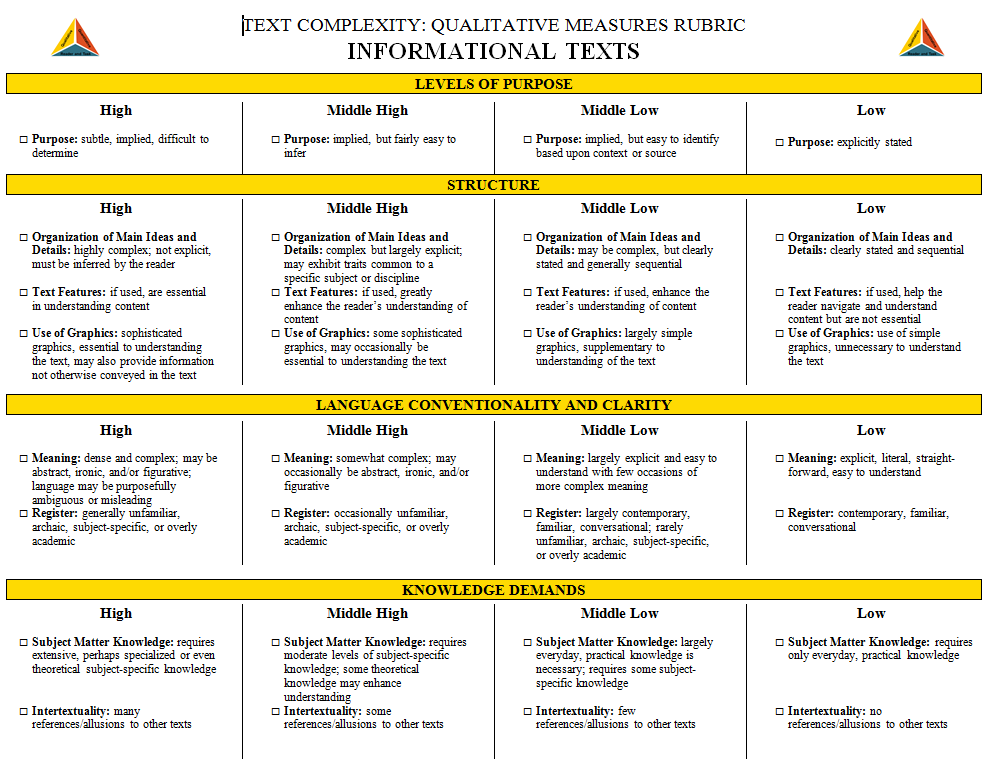 TEXT COMPLEXITY: QUALITATIVE MEASURES RUBRIC
INFORMATIONAL TEXTS
LEVELS OF PURPOSE
High
Middle High
Middle Low
Low
Purpose: subtle, implied, difficult to
determine
Purpose: implied, but fairly easy to
infer
Purpose: implied, but easy to identify
based upon context or source
Purpose: explicitly stated
STRUCTURE
High
Middle High
Middle Low
Low
Organization of Main Ideas and
Details: highly complex; not explicit,
must be inferred by the reader
Text Features: if used, are essential
in understanding content
Use of Graphics: sophisticated
graphics, essential to understanding
the text, may also provide information
not otherwise conveyed in the text
Organization of Main Ideas and
Details: complex but largely explicit;
may exhibit traits common to a
specific subject or discipline
Text Features: if used, greatly
enhance the reader's understanding of
content
Use of Graphics: some sophisticated
graphics, may occasionally be
essential to understanding the text
Organization of Main Ideas and
Details: may be complex, but clearly
stated and generally sequential
Text Features: if used, enhance the
reader's understanding of content
Use of Graphics: largely simple
graphics, supplementary to
understanding of the text
Organization of Main Ideas and
Details: clearly stated and sequential
Text Features: if used, help the
reader navigate and understand
content but are not essential
Use of Graphics: use of simple
graphics, unnecessary to understand
the text
LANGUAGE CONVENTIONALITY AND CLARITY
High
Middle High
Middle Low
Low
Meaning: dense and complex; may be
abstract, ironic, and/or figurative;
language may be purposefully
ambiguous or misleading
Register: generally unfamiliar,
archaic, subject-specific, or overly
academic
Meaning: somewhat complex; may
occasionally be abstract, ironic, and/or
figurative
Register: occasionally unfamiliar,
archaic, subject-specific, or overly
academic
Meaning: largely explicit and easy to
understand with few occasions of
more complex meaning
Register: largely contemporary,
familiar, conversational; rarely
unfamiliar, archaic, subject-specific,
or overly academic
Meaning: explicit, literal, straight-
forward, easy to understand
Register: contemporary, familiar,
conversational
KNOWLEDGE DEMANDS
High
Middle High
Middle Low
Low
Subject Matter Knowledge: requires
extensive, perhaps specialized or even
theoretical subject-specific knowledge
Intertextuality: many
references/allusions to other texts
Subject Matter Knowledge: requires
moderate levels of subject-specific
knowledge; some theoretical
knowledge may enhance
understanding
Intertextuality: some
references/allusions to other texts
Subject Matter Knowledge: largely
everyday, practical knowledge is
necessary; requires some subject-
specific knowledge
Intertextuality: few
references/allusions to other texts
Subject Matter Knowledge: requires
only everyday, practical knowledge
Intertextuality: no
references/allusions to other texts